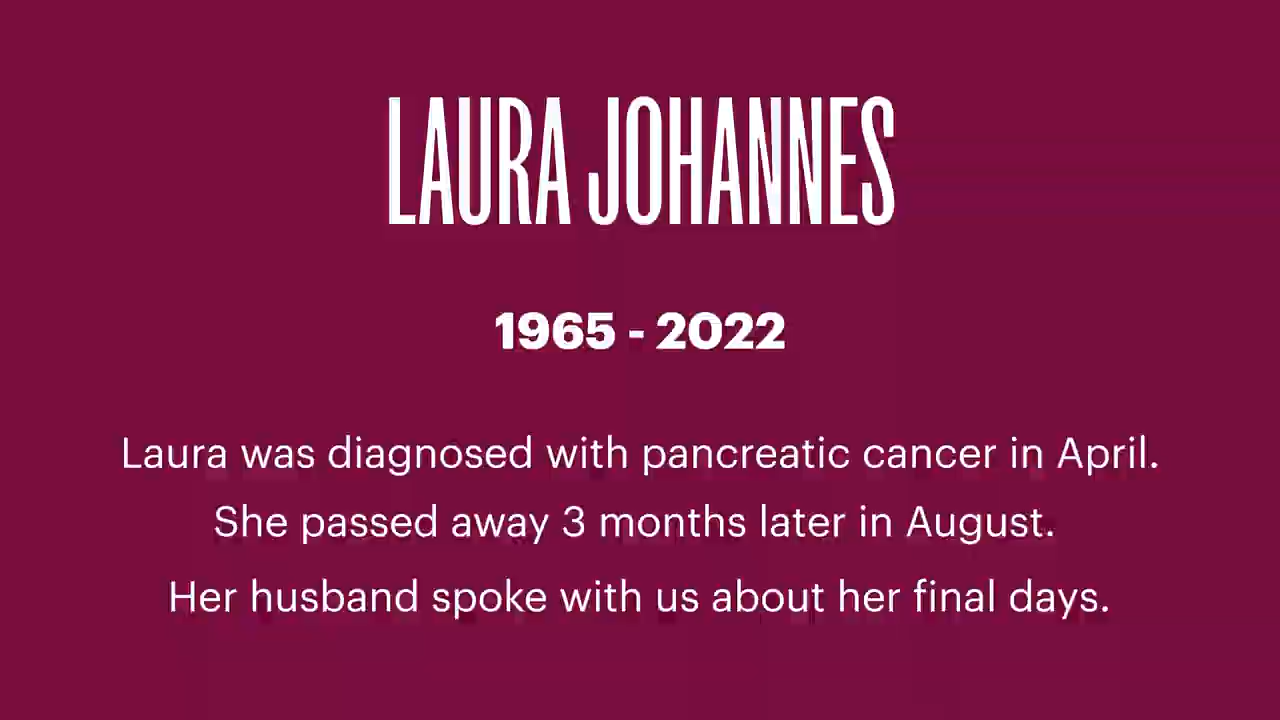 LAURA JOHANNES
1965 - 2022
Laura was diagnosed with pancreatic cancer in April.
She passed away 3 months later in August.
Her husband spoke with us about her final days.